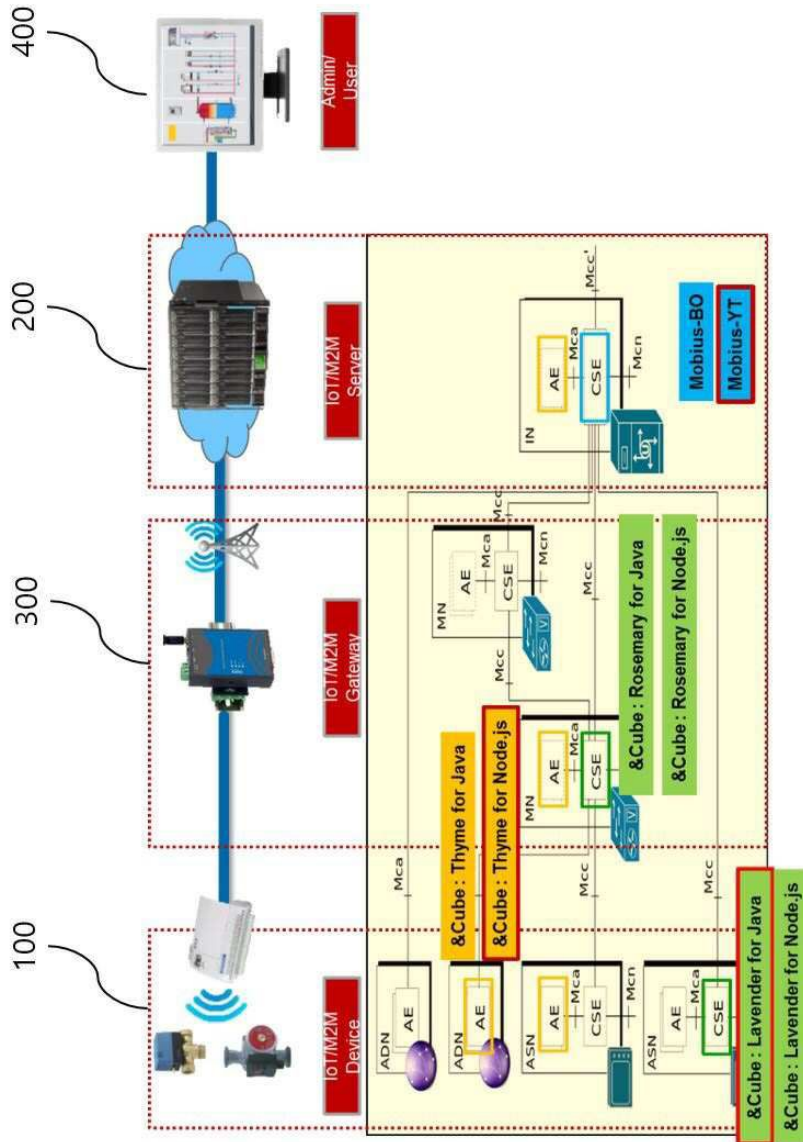 100
300
200
400
IoT/M2M
Device
IoT/M2M
Gateway
IoT/M2M
Server
Admin/
User
ADN
AE
Mca
ADN
AE
&Cube : Thyme for Java
&Cube : Thyme for Node.js
ASN
AE
Mca
CSE
Mcn
Mcc
ASN
AE
Mca
CSE
Mcc
&Cube : Lavender for Java
&Cube : Lavender for Node.js
MN
AE
Mca
CSE
Mcc
MN
AE
Mca
CSE
Mcn
Mcc
Mcc
&Cube : Rosemary for Java
&Cube : Rosemary for Node.js
IN
AE
Mca
CSE
Mcn
Mcc'
Mobius-BO
Mobius-YT